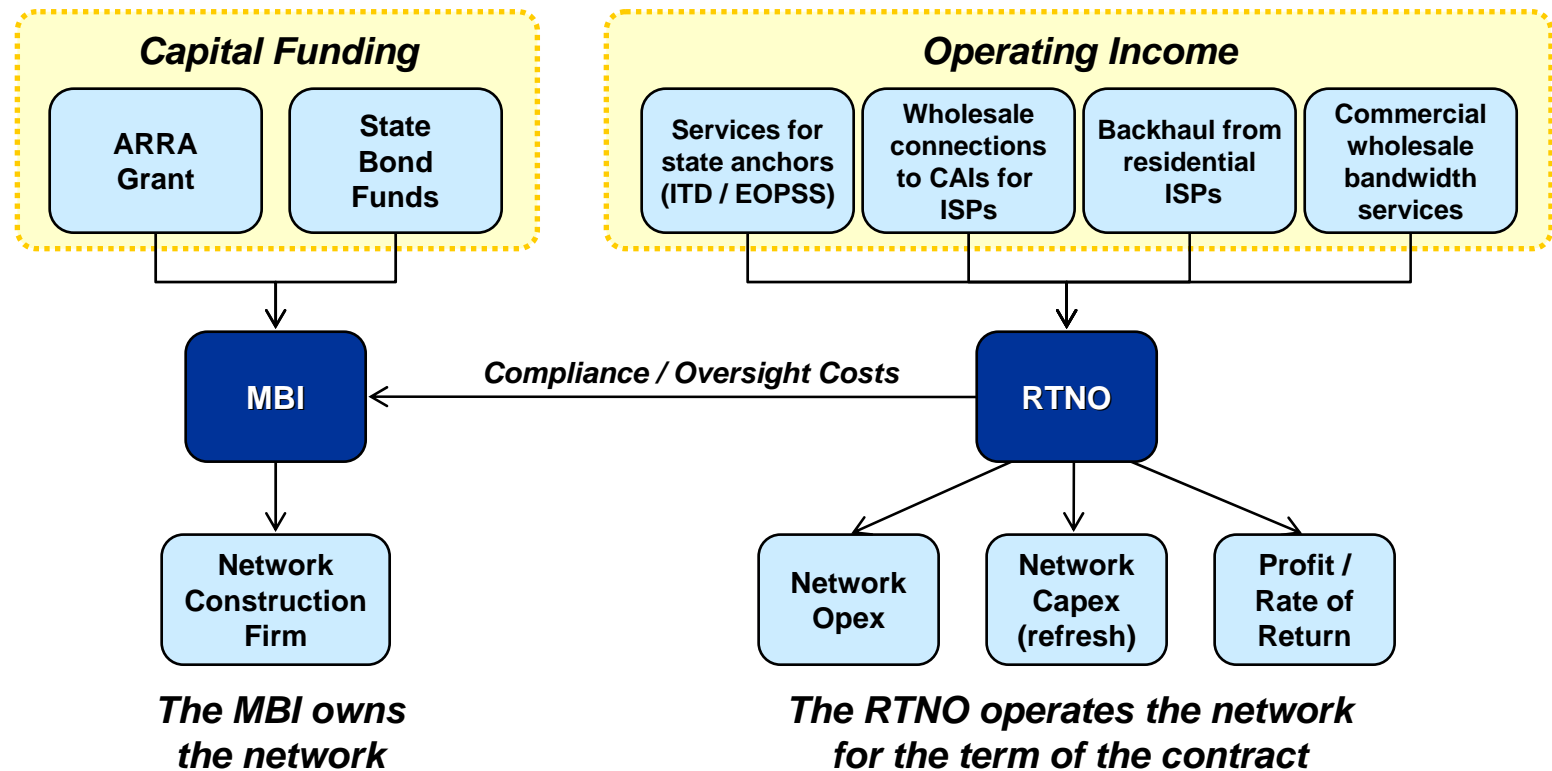 Capital Funding
Operating Income
ARRA
Grant
State
Bond
Funds
Services for
state anchors
(ITD / EOPSS)
Wholesale
connections
to CAIs for
ISPs
Backhaul from
residential
ISPs
Commercial
wholesale
bandwidth
services
MBI
Compliance / Oversight Costs
RTNO
Network
Construction
Firm
Network
Opex
Network
Capex
(refresh)
Profit /
Rate of
Return
The MBI owns
the network
The RTNO operates the network
for the term of the contract